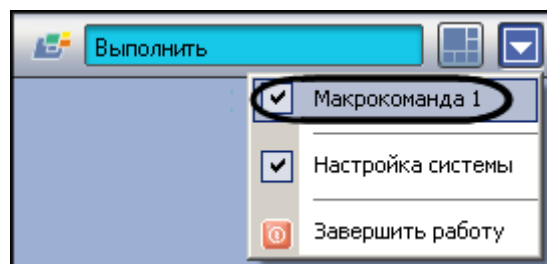 Выполнить
Макрокоманда 1
Настройка системы
Завершить работу